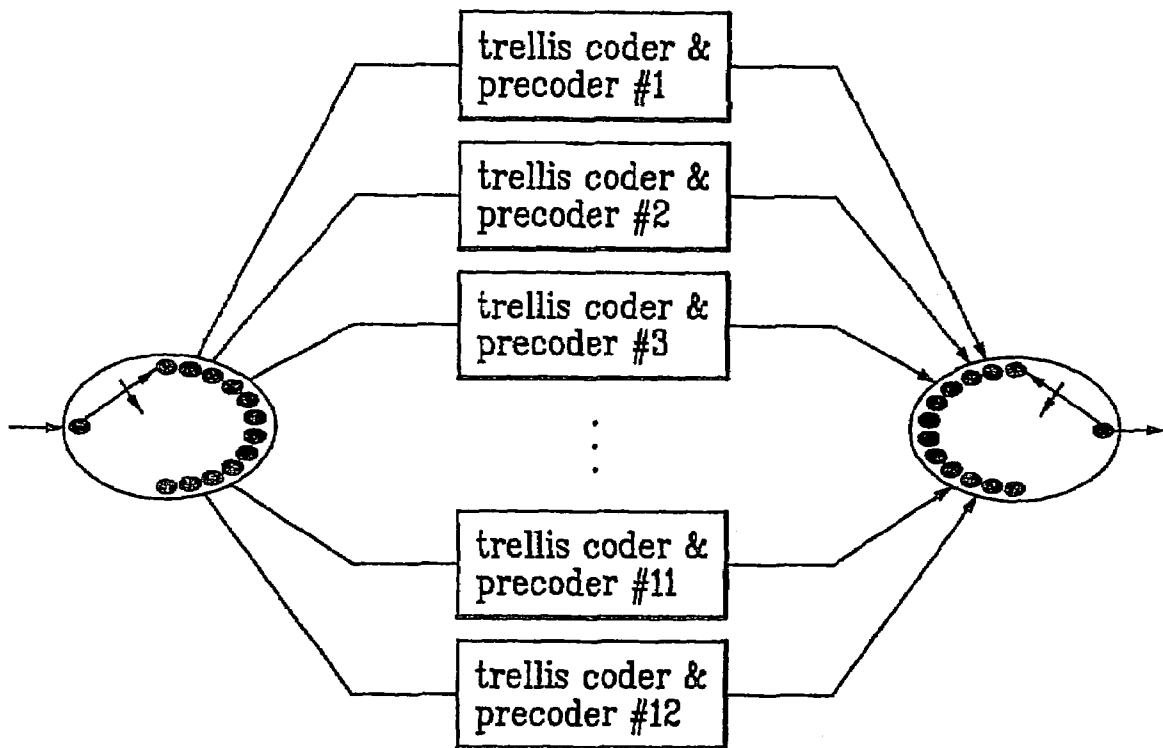 trellis coder &
precoder #1
trellis coder &
precoder #2
trellis coder &
precoder #3
trellis coder &
precoder #11
trellis coder &
precoder #12